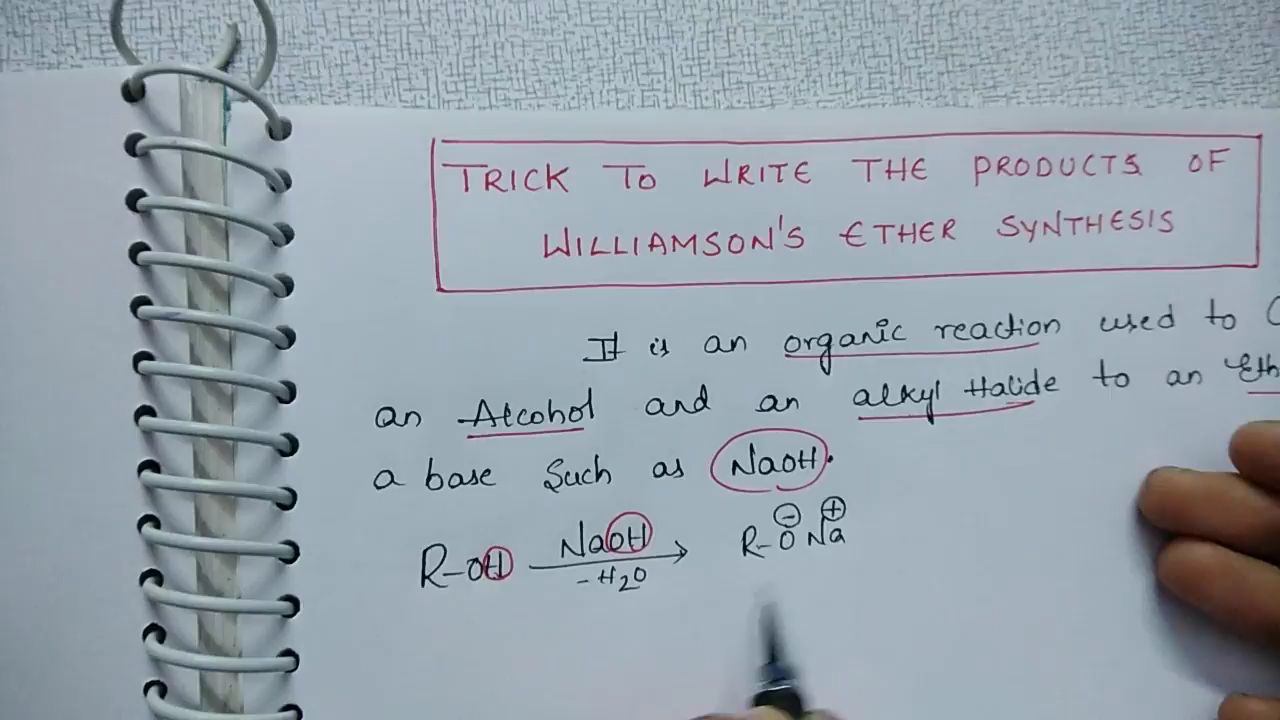 TRICK TO WRITE THE PRODUCTS OF
WILLIAMSON'S ETHER SYNTHESIS
It is an organic reaction used to
an Alcohol and an alkyl Halide to an Eth
a base Such as NaOH.
R-OH NaOH -H2O → R-O⊖ Na⊕